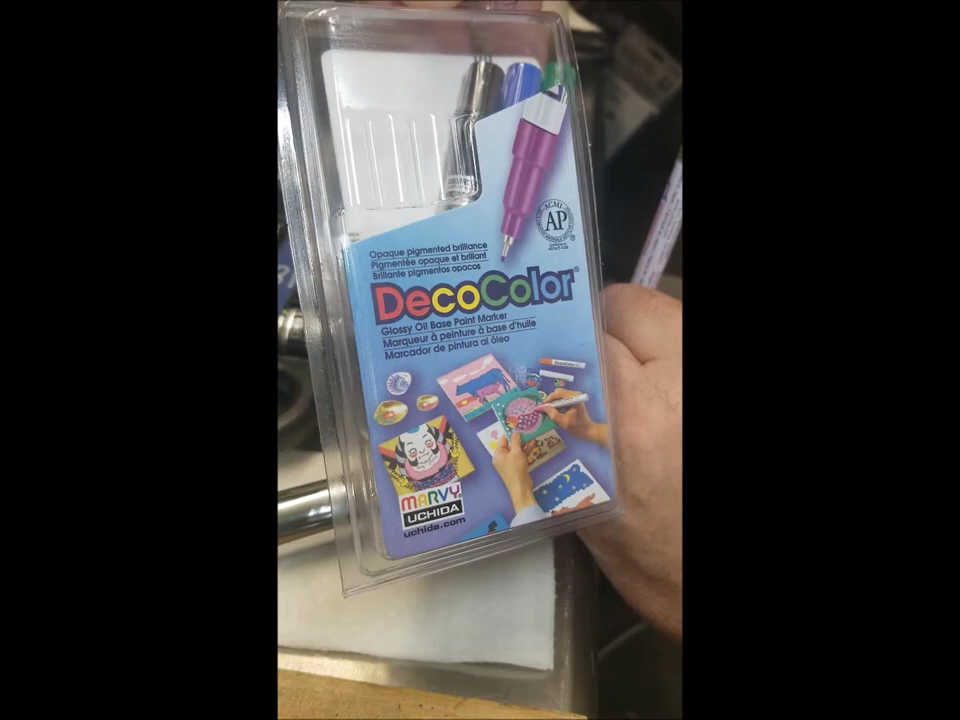 ACMI
AP
Opaque pigmented brilliance
Pigmentée opaque et brillant
Brillante pigmentos opacos
DecoColor®
Glossy Oil Base Paint Marker
Marqueur à peinture à base d'huile
Marcador de pintura al óleo
MARVY®
UCHIDA
uchida.com